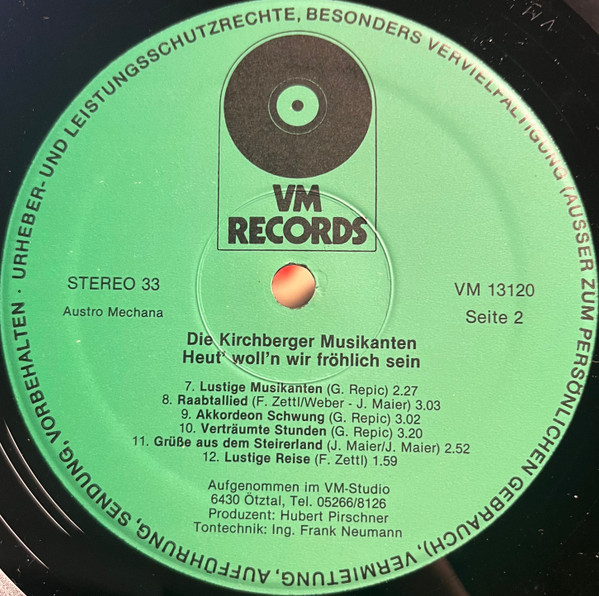 URHEBER- UND LEISTUNGSSCHUTZRECHTE, BESONDERS VERVIELFÄLTIGUNG (AUSSER ZUM PERSÖNLICHEN GEBRAUCH), VERMIETUNG, AUFFÜHRUNG, SENDUNG, VORBEHALTEN ·
VM
RECORDS
STEREO 33
VM 13120
Austro Mechana
Seite 2
Die Kirchberger Musikanten
Heut' woll'n wir fröhlich sein
7. Lustige Musikanten (G. Repic) 2.27
8. Raabtallied (F. Zettl/Weber - J. Maier) 3.03
9. Akkordeon Schwung (G. Repic) 3.02
10. Verträumte Stunden (G. Repic) 3.20
11. Grüße aus dem Steirerland (J. Maier/J. Maier) 2.52
12. Lustige Reise (F. Zettl) 1.59
Aufgenommen im VM-Studio
6430 Ötztal, Tel. 05266/8126
Produzent: Hubert Pirschner
Tontechnik: Ing. Frank Neumann